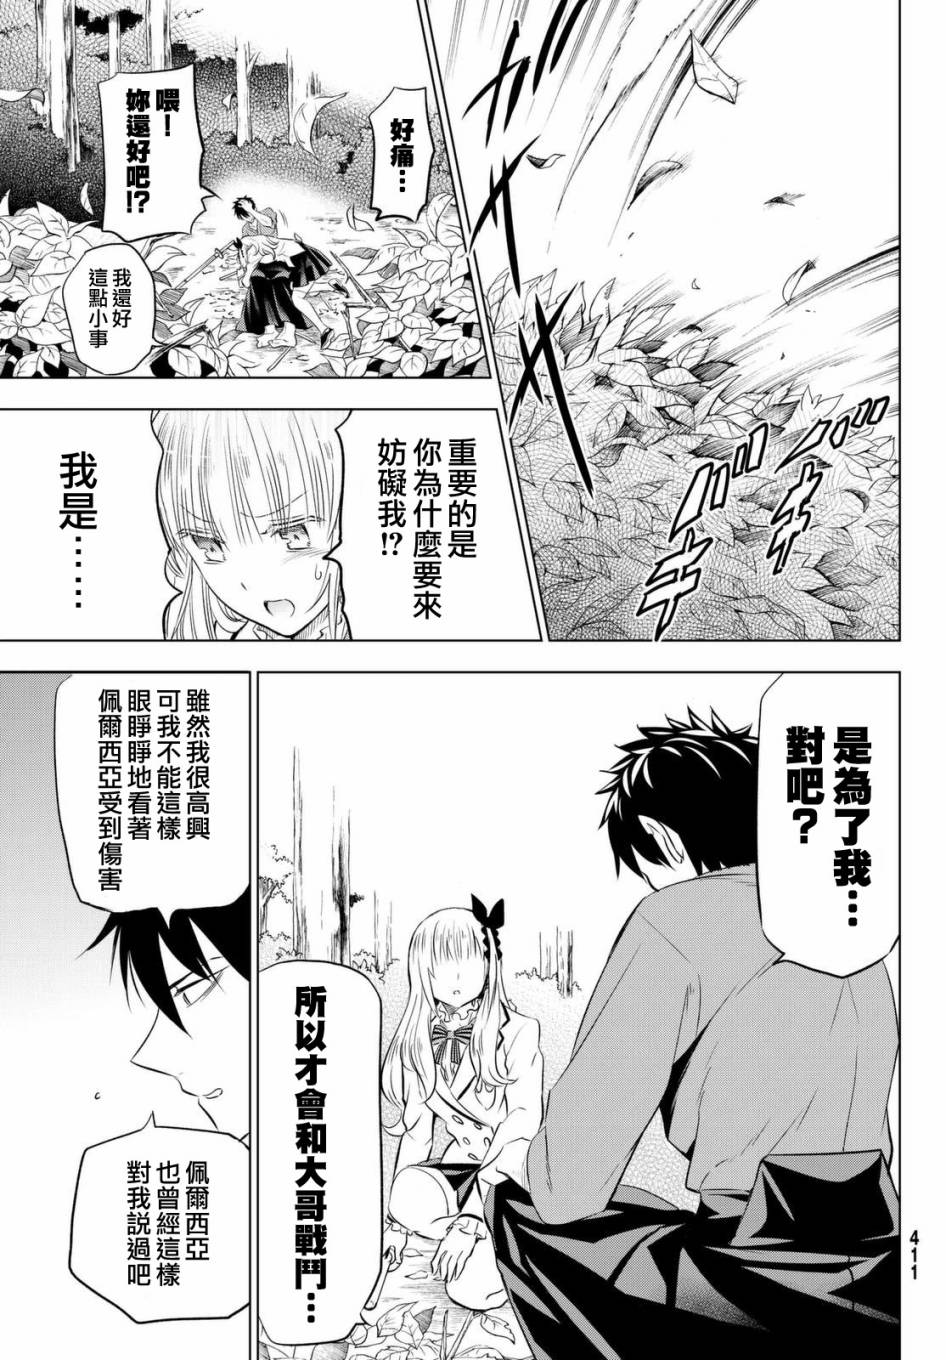 ガガガガ
好痛…
喂！
妳還好吧!?
我還好
這點小事
重要的是
你為什麼要來
妨礙我!?
我是……
是為了我…
對吧？
所以才會和大哥戰鬥…
雖然我很高興
可我不能這樣
眼睜睜地看著
佩爾西亞受到傷害
佩爾西亞
也曾經這樣
對我說過吧
411